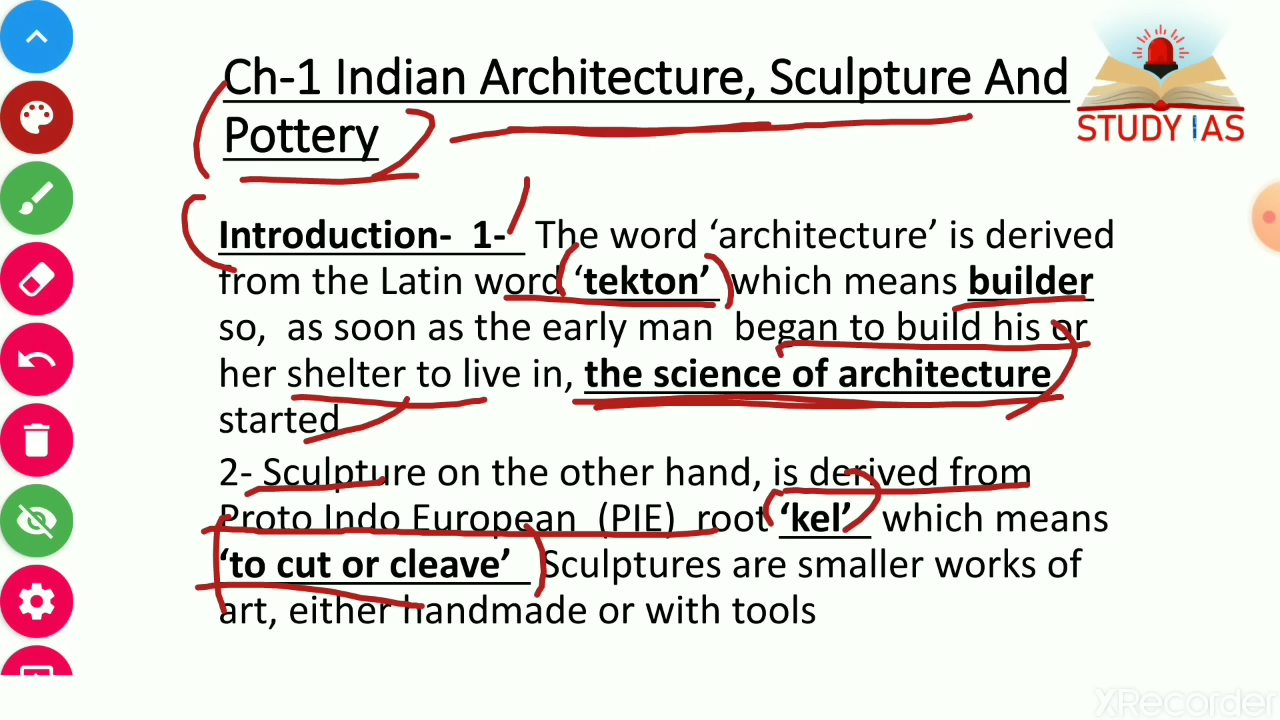 Ch-1 Indian Architecture, Sculpture And
Pottery
STUDY IAS
Introduction- 1- The word ‘architecture’ is derived
from the Latin word ‘tekton’ which means builder
so, as soon as the early man began to build his or
her shelter to live in, the science of architecture
started
2- Sculpture on the other hand, is derived from
Proto Indo European (PIE) root ‘kel’ which means
‘to cut or cleave’ Sculptures are smaller works of
art, either handmade or with tools
XRecorder